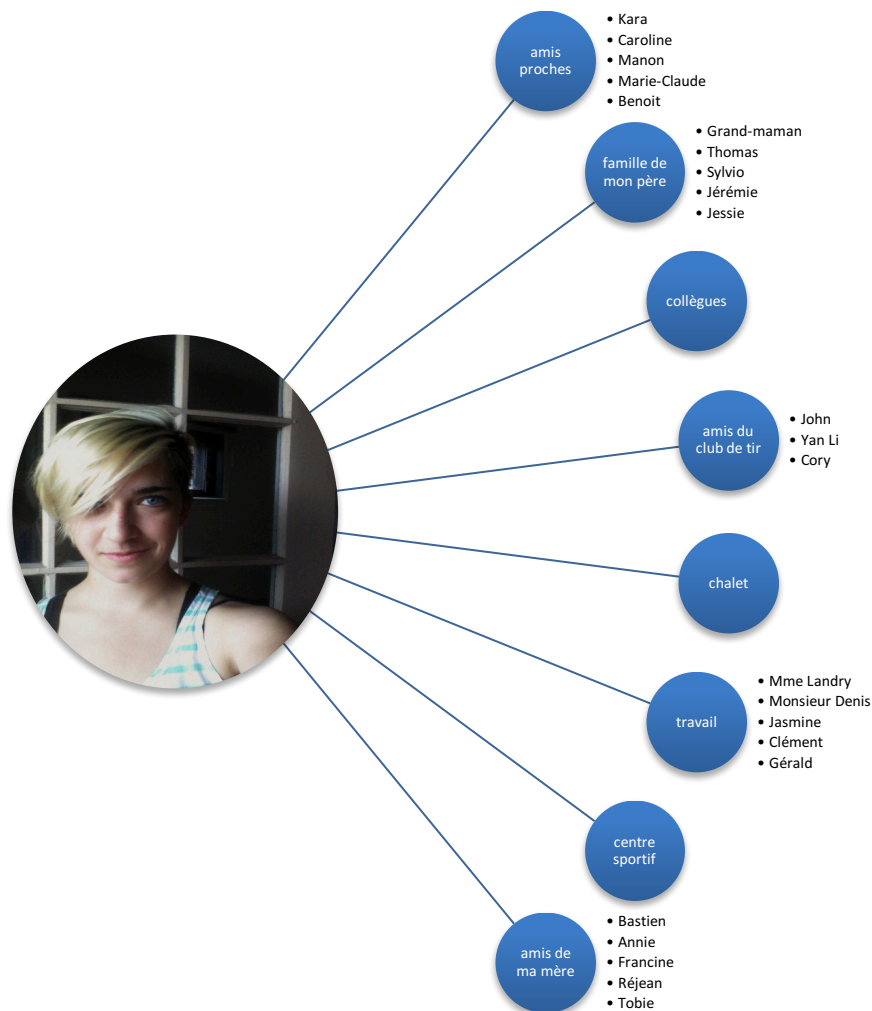 amis
proches
• Kara
• Caroline
• Manon
• Marie-Claude
• Benoit
famille de
mon père
• Grand-maman
• Thomas
• Sylvio
• Jérémie
• Jessie
collègues
amis du
club de tir
• John
• Yan Li
• Cory
chalet
travail
• Mme Landry
• Monsieur Denis
• Jasmine
• Clément
• Gérald
centre
sportif
amis de
ma mère
• Bastien
• Annie
• Francine
• Réjean
• Tobie